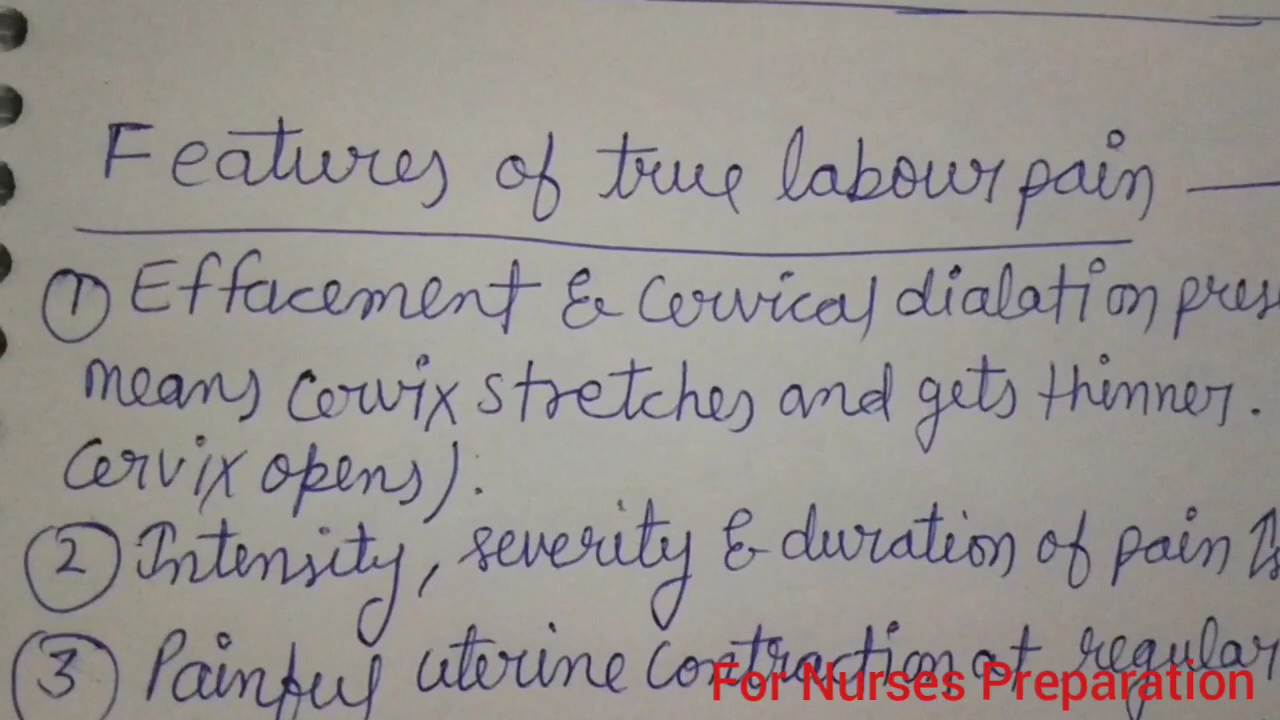 Features of true labour pain —
① Effacement & Cervical dialation pres
means Cervix stretches and gets thinner.
Cervix opens).
② Intensity, severity & duration of pain Is
③ Painful uterine Contraction at regular
For Nurses Preparation